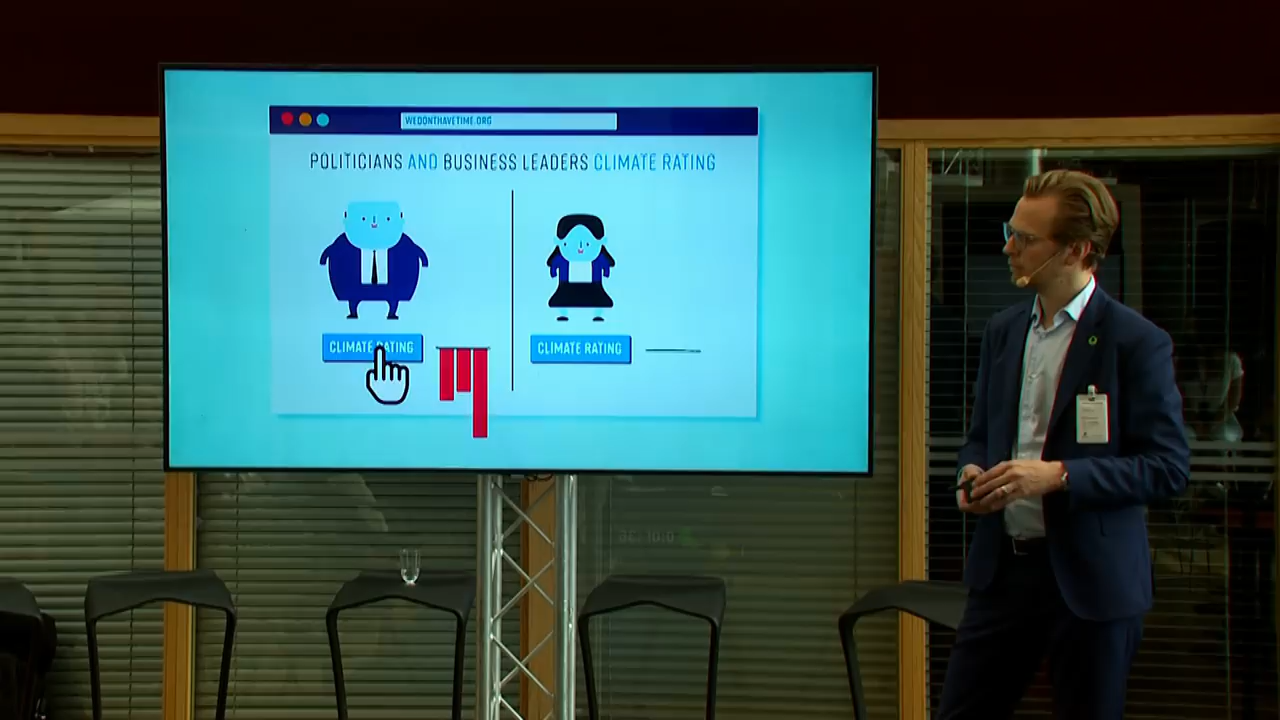 WEDONTHAVETIME.ORG
POLITICIANS AND BUSINESS LEADERS CLIMATE RATING
CLIMATE RATING
CLIMATE RATING